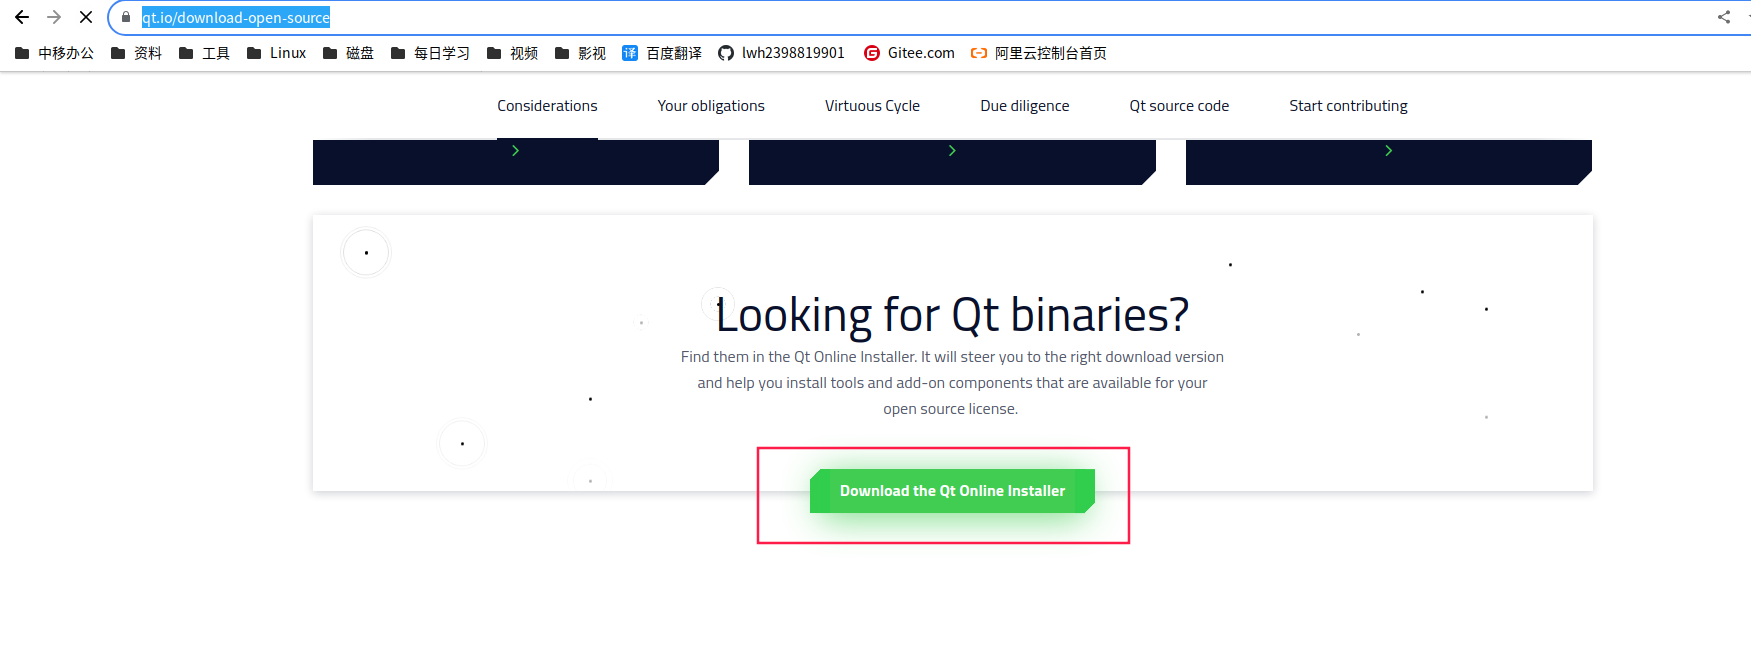 qt.io/download-open-source
中移办公 资料 工具 Linux 磁盘 每日学习 视频 影视 译 百度翻译 lwh2398819901 G Gitee.com 阿里云控制台首页
Considerations Your obligations Virtuous Cycle Due diligence Qt source code Start contributing
Looking for Qt binaries?
Find them in the Qt Online Installer. It will steer you to the right download version
and help you install tools and add-on components that are available for your
open source license.
Download the Qt Online Installer